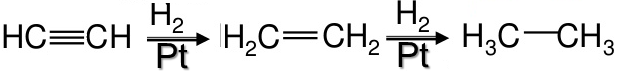 HC≡CH H₂ Pt H₂C=CH₂ H₂ Pt H₃C—CH₃